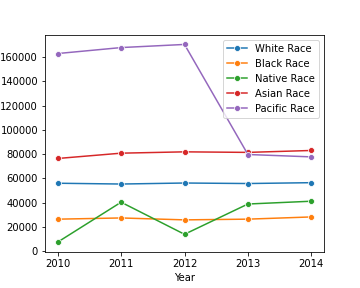 White Race
Black Race
Native Race
Asian Race
Pacific Race
160000
140000
120000
100000
80000
60000
40000
20000
0
2010 2011 2012 2013 2014
Year